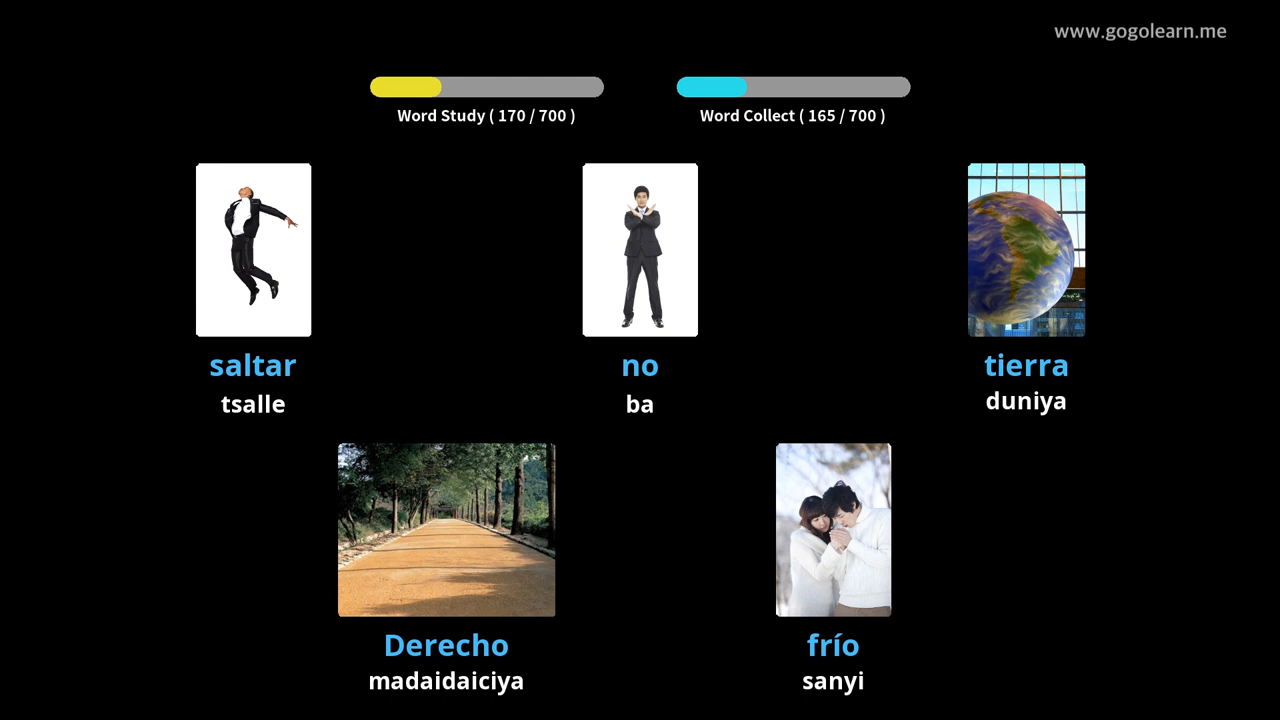 www.gogolearn.me
Word Study ( 170 / 700 )
Word Collect ( 165 / 700 )
saltar
tsalle
no
ba
tierra
duniya
Derecho
madaidaiciya
frío
sanyi